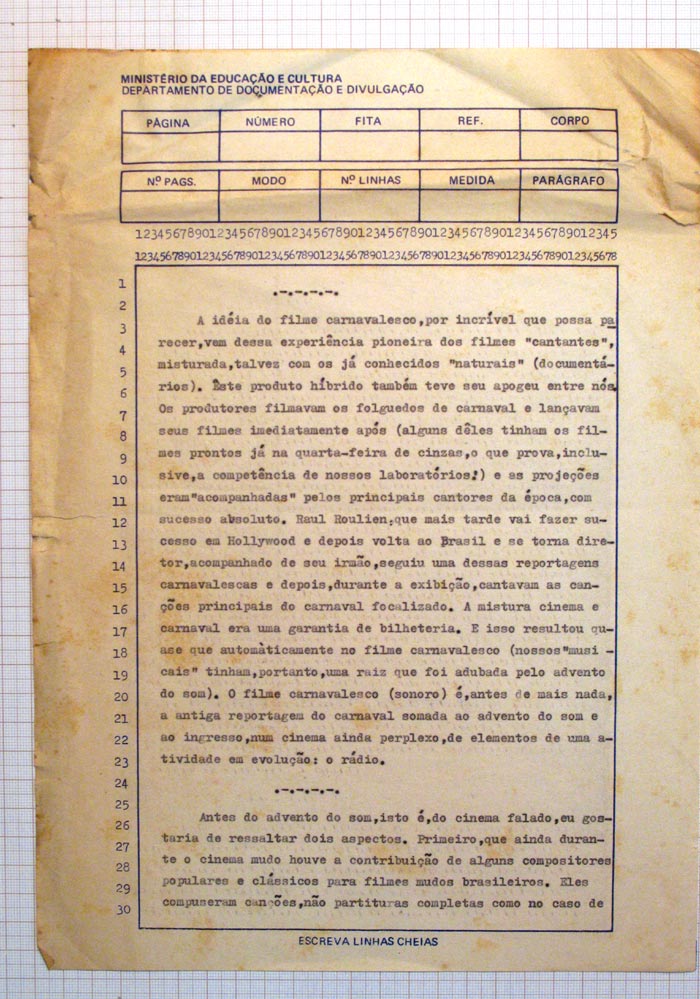 MINISTÉRIO DA EDUCAÇÃO E CULTURA
DEPARTAMENTO DE DOCUMENTAÇÃO E DIVULGAÇÃO
PÁGINA NÚMERO FITA REF. CORPO
Nº PAGS. MODO Nº LINHAS MEDIDA PARÁGRAFO
1234567890123456789012345678901234567890123456789012345
12345678901234567890123456789012345678901234567890123456789012345678
1 .-.-.-.-.
2
3 A idéia do filme carnavalesco,por incrível que possa pa
4 recer,vem dessa experiência pioneira dos filmes "cantantes",
5 misturada,talvez com os já conhecidos "naturais" (documentá-
6 rios). Êste produto híbrido também teve seu apogeu entre nós.
7 Os produtores filmavam os folguedos de carnaval e lançavam
8 seus filmes imediatamente após (alguns dêles tinham os fil-
9 mes prontos já na quarta-feira de cinzas,o que prova,inclu-
10 sive,a competência de nossos laboratórios!) e as projeções
11 eram"acompanhadas" pelos principais cantores da época,com
12 sucesso absoluto. Raul Roulien,que mais tarde vai fazer su-
13 cesso em Hollywood e depois volta ao Brasil e se torna dire-
14 tor,acompanhado de seu irmão,seguiu uma dessas reportagens
15 carnavalescas e depois,durante a exibição,cantavam as can-
16 ções principais do carnaval focalizado. A mistura cinema e
17 carnaval era uma garantia de bilheteria. E isso resultou qu-
18 ase que automàticamente no filme carnavalesco (nossos"musi -
19 cais" tinham,portanto,uma raiz que foi adubada pelo advento
20 do som). O filme carnavalesco (sonoro) é,antes de mais nada,
21 a antiga reportagem do carnaval somada ao advento do som e
22 ao ingresso,num cinema ainda perplexo,de elementos de uma a-
23 tividade em evolução: o rádio.
24 .-.-.-.-.
25
26 Antes do advento do som,isto é,do cinema falado,eu gos-
27 taria de ressaltar dois aspectos. Primeiro,que ainda duran-
28 te o cinema mudo houve a contribuição de alguns compositores
29 populares e clássicos para filmes mudos brasileiros. Eles
30 compuseram canções,não partituras completas como no caso de
ESCREVA LINHAS CHEIAS